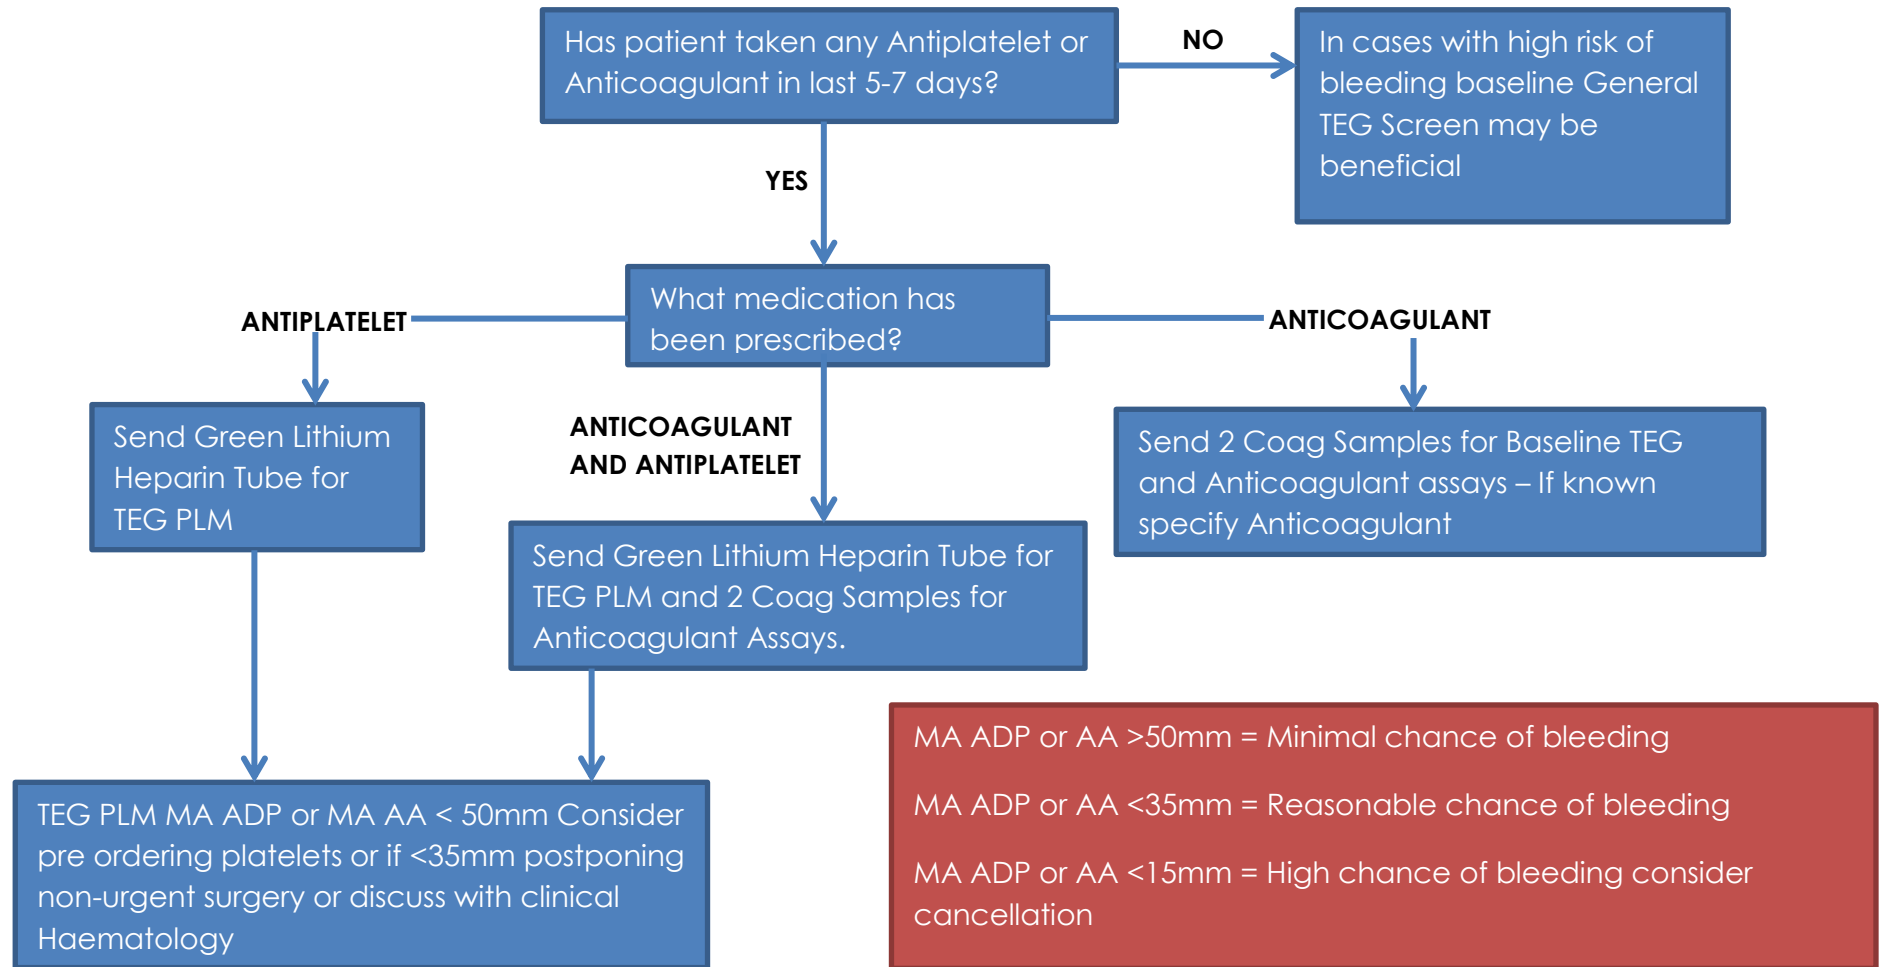 Has patient taken any Antiplatelet or
Anticoagulant in last 5-7 days?
NO
In cases with high risk of
bleeding baseline General
TEG Screen may be
beneficial
YES
What medication has
been prescribed?
ANTIPLATELET
ANTICOAGULANT
Send Green Lithium
Heparin Tube for
TEG PLM
ANTICOAGULANT
AND ANTIPLATELET
Send 2 Coag Samples for Baseline TEG
and Anticoagulant assays – If known
specify Anticoagulant
Send Green Lithium Heparin Tube for
TEG PLM and 2 Coag Samples for
Anticoagulant Assays.
TEG PLM MA ADP or MA AA < 50mm Consider
pre ordering platelets or if <35mm postponing
non-urgent surgery or discuss with clinical
Haematology
MA ADP or AA >50mm = Minimal chance of bleeding
MA ADP or AA <35mm = Reasonable chance of bleeding
MA ADP or AA <15mm = High chance of bleeding consider
cancellation